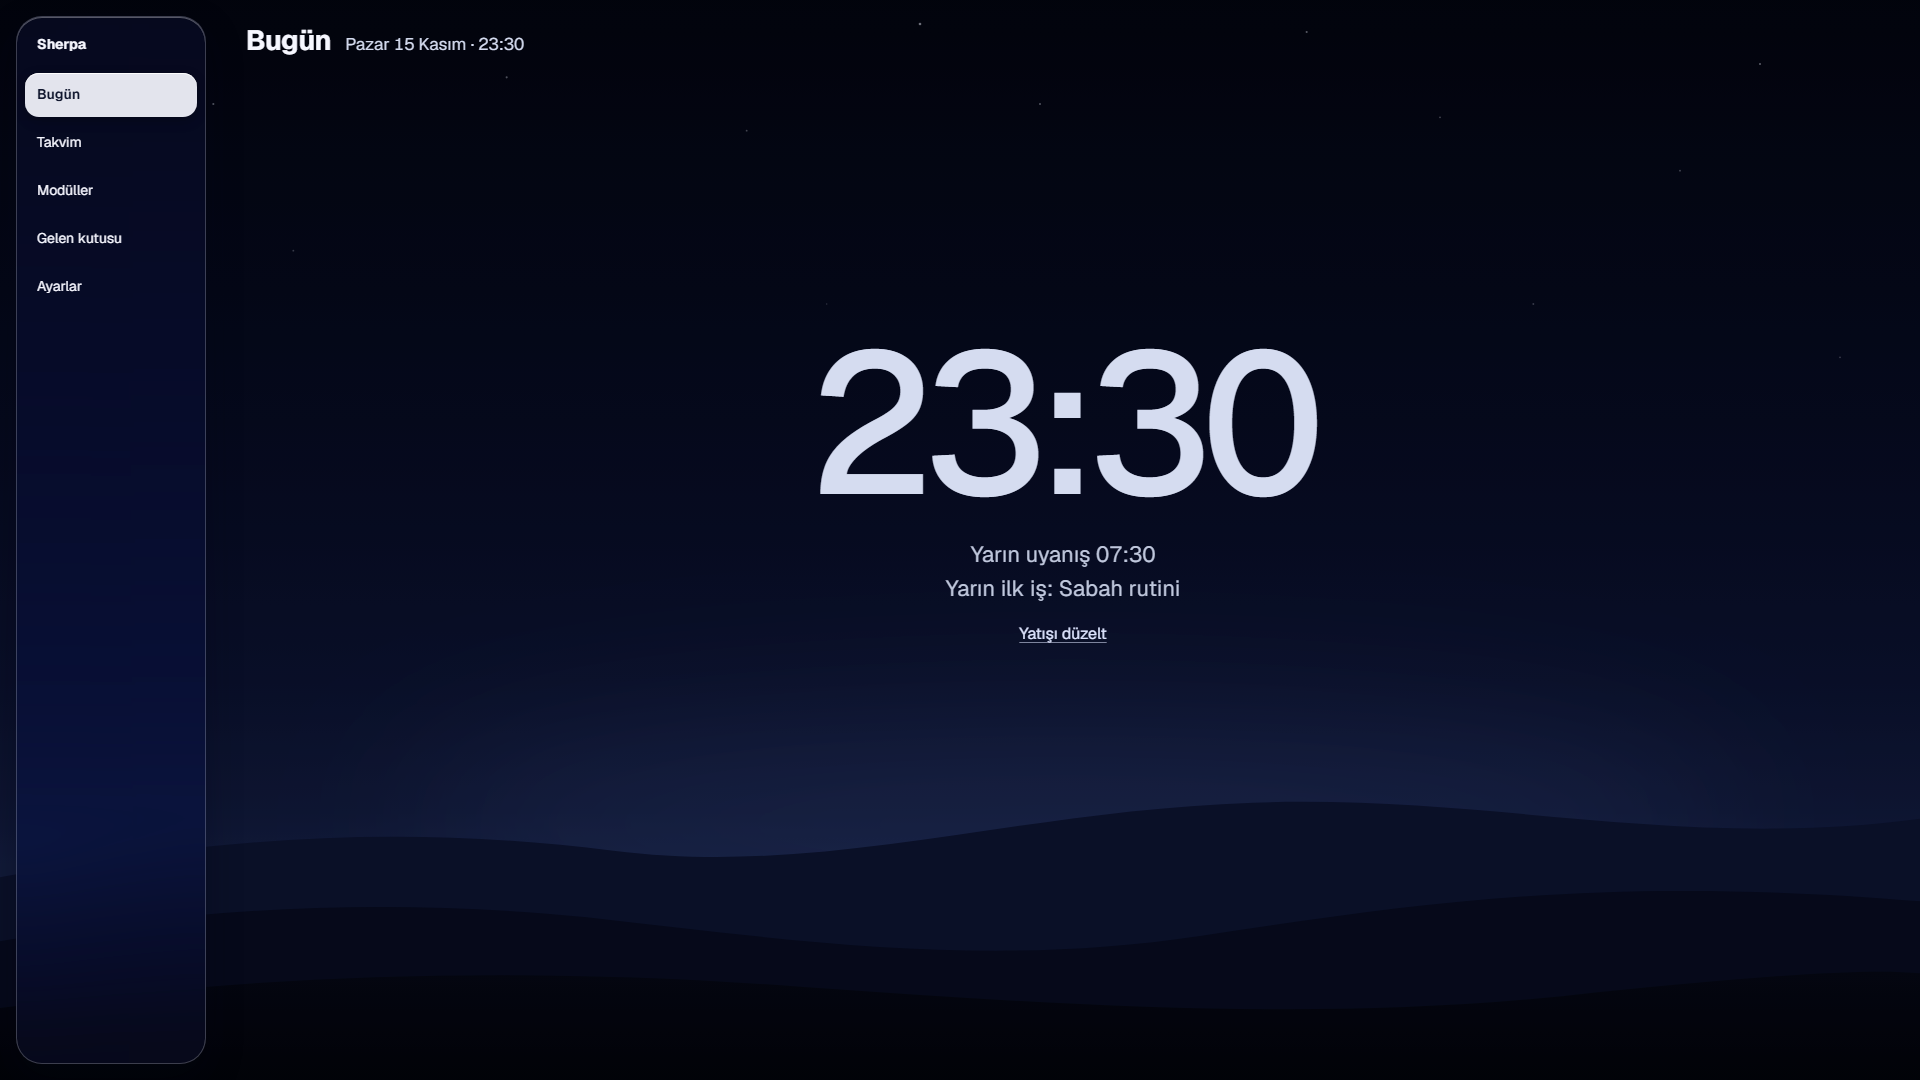 Sherpa
Bugün
Takvim
Modüller
Gelen kutusu
Ayarlar
Bugün Pazar 15 Kasım · 23:30
23:30
Yarın uyanış 07:30
Yarın ilk iş: Sabah rutini
Yatışı düzelt